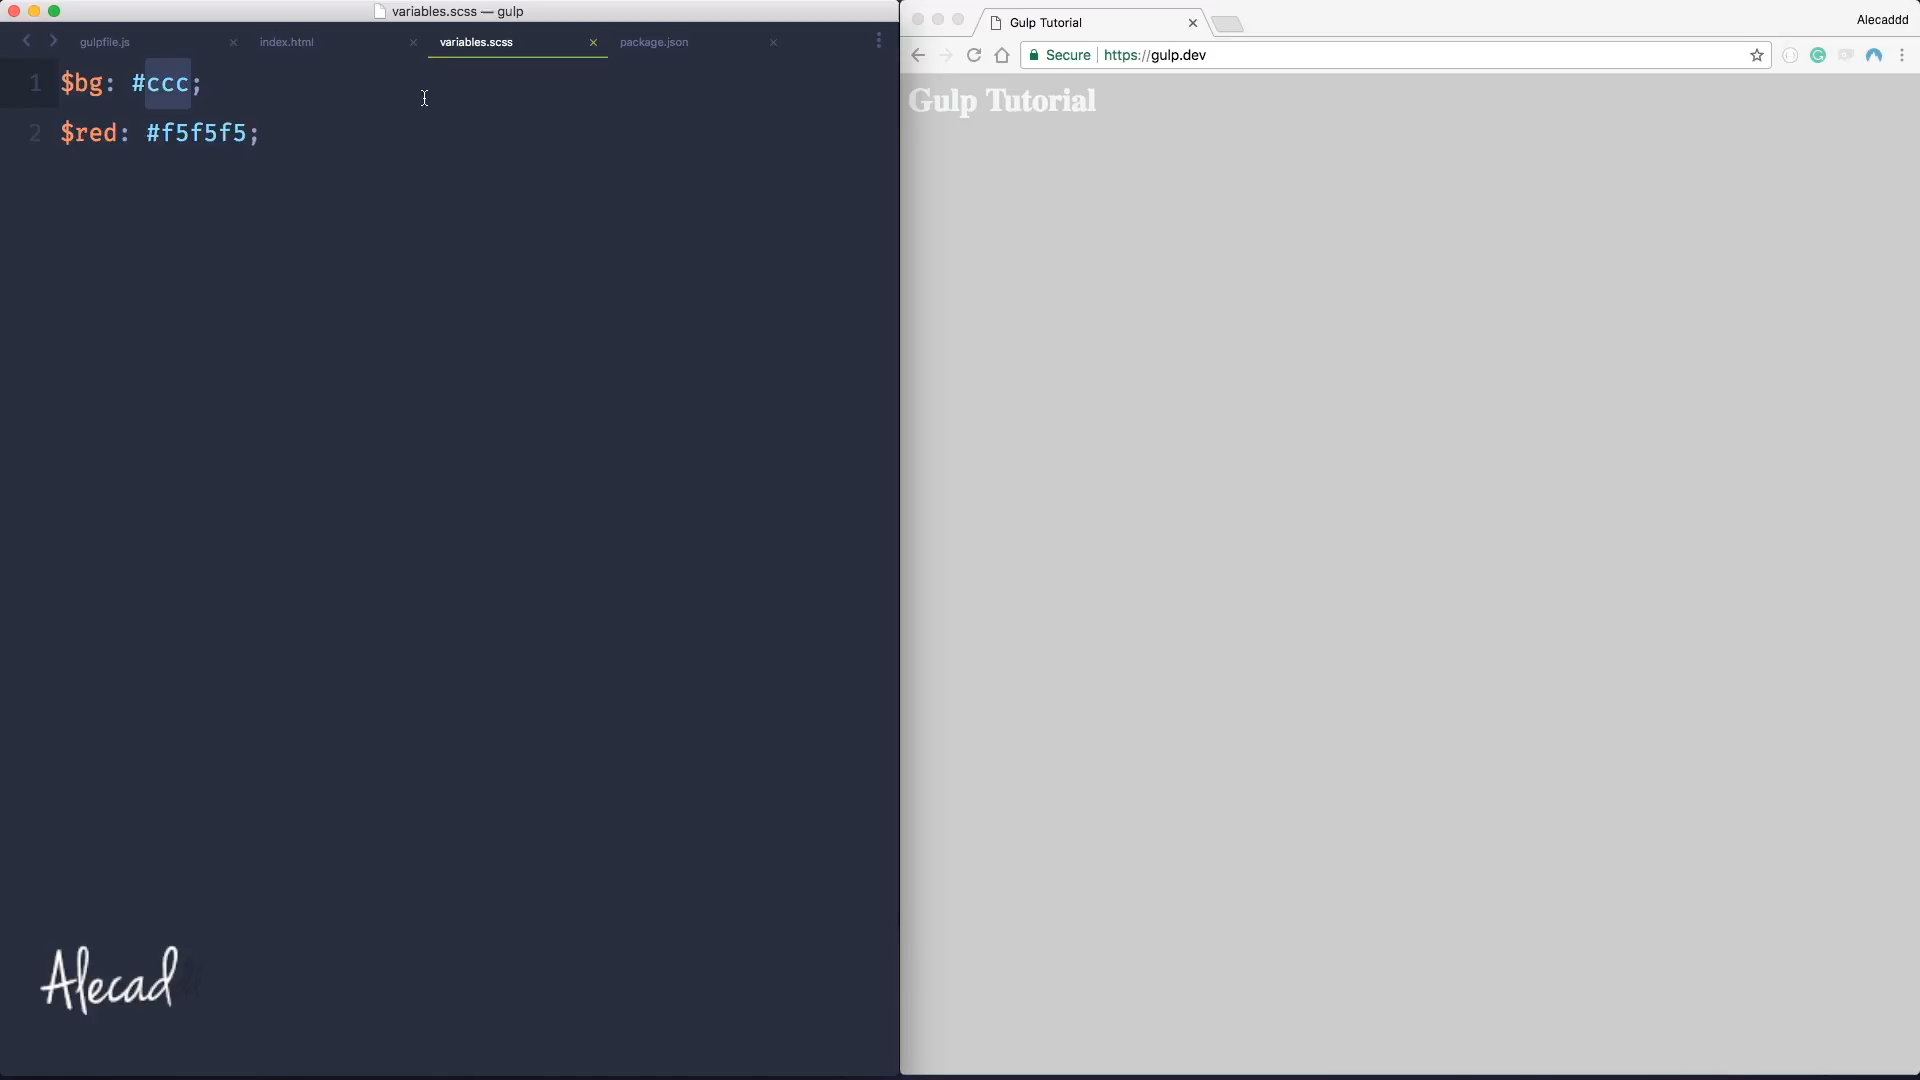 variables.scss — gulp
gulpfile.js
index.html
variables.scss
package.json
1 $bg: #ccc;
2 $red: #f5f5f5;
Alecad
Gulp Tutorial
Alecaddd
Secure
https://gulp.dev
Gulp Tutorial